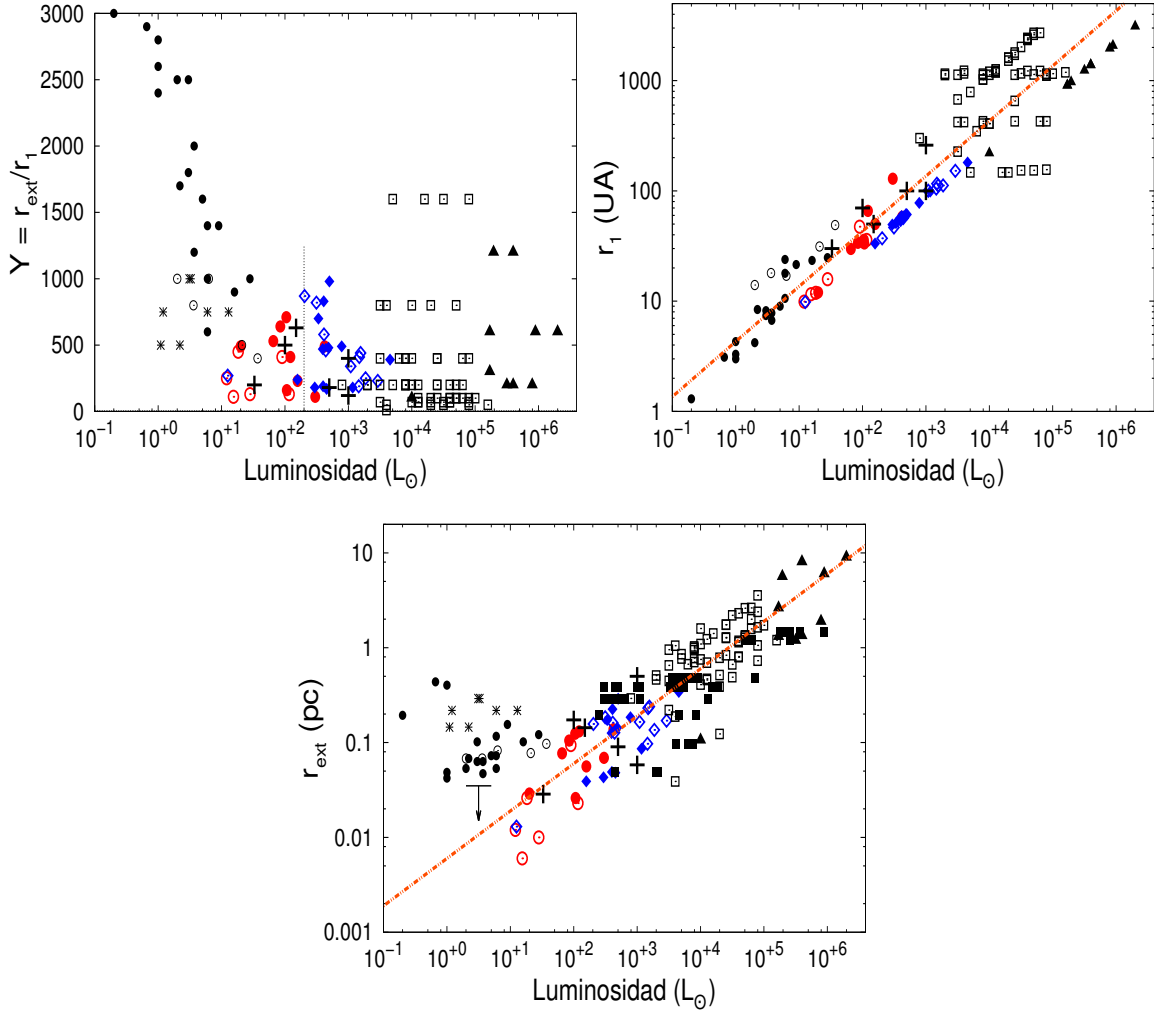 3000
2500
2000
1500
1000
500
0
Y = r_ext/r_1
10^-1 10^0 10^+1 10^+2 10^+3 10^+4 10^+5 10^+6
Luminosidad (L_⊙)
1000
100
10
1
r_1 (UA)
10^-1 10^0 10^+1 10^+2 10^+3 10^+4 10^+5 10^+6
Luminosidad (L_⊙)
10
1
0.1
0.01
0.001
r_ext (pc)
10^-1 10^+0 10^+1 10^+2 10^+3 10^+4 10^+5 10^+6
Luminosidad (L_⊙)